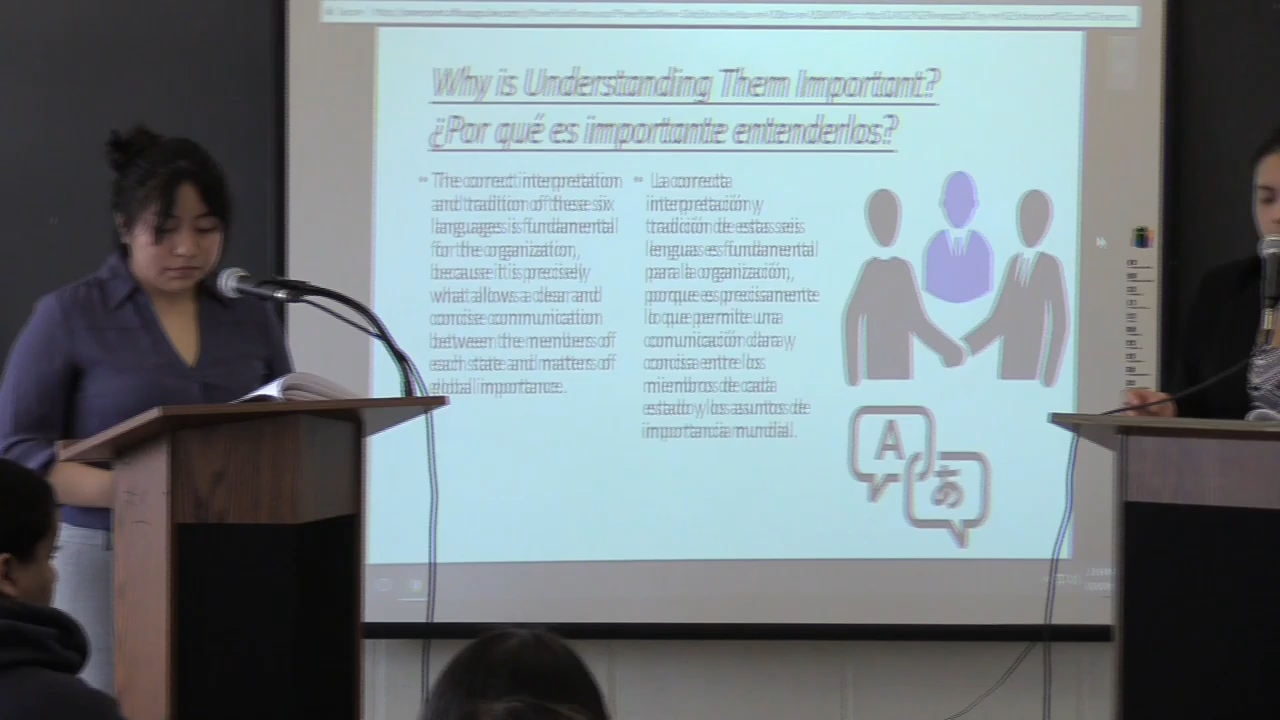 Why is Understanding Them Important?
¿Por qué es importante entenderlos?
• The correct interpretation
and tradition of these six
languages is fundamental
for the organization,
because it is precisely
what allows a clear and
concise communication
between the members of
each state and matters of
global importance.
• La correcta
interpretación y
tradición de estas seis
lenguas es fundamental
para la organización,
porque es precisamente
lo que permite una
comunicación clara y
concisa entre los
miembros de cada
estado y los asuntos de
importancia mundial.
A
あ